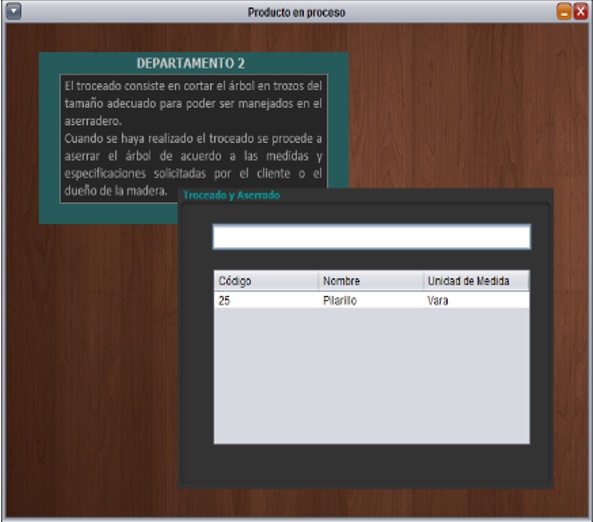 Producto en proceso
DEPARTAMENTO 2
El troceado consiste en cortar el árbol en trozos del
tamaño adecuado para poder ser manejados en el
aserradero.
Cuando se haya realizado el troceado se procede a
aserrar el árbol de acuerdo a las medidas y
especificaciones solicitadas por el cliente o el
dueño de la madera.
Troceado y Aserrado
Código Nombre Unidad de Medida
25 Pilarillo Vara